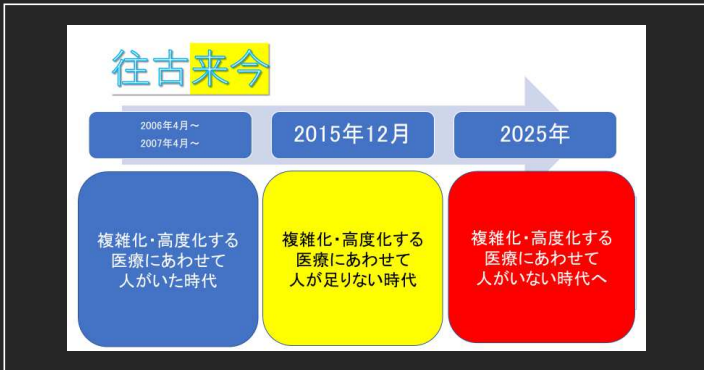 往古来今
2006年4月～
2007年4月～
2015年12月
2025年
複雑化・高度化する
医療にあわせて
人がいた時代
複雑化・高度化する
医療にあわせて
人が足りない時代
複雑化・高度化する
医療にあわせて
人がいない時代へ